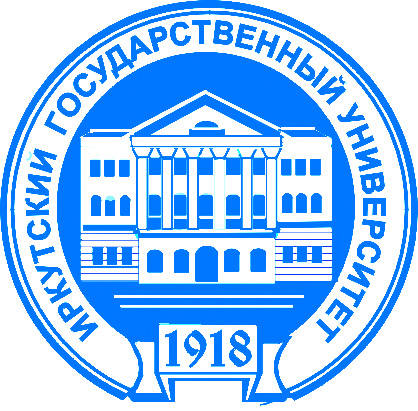 ИРКУТСКИЙ ГОСУДАРСТВЕННЫЙ УНИВЕРСИТЕТ
1918